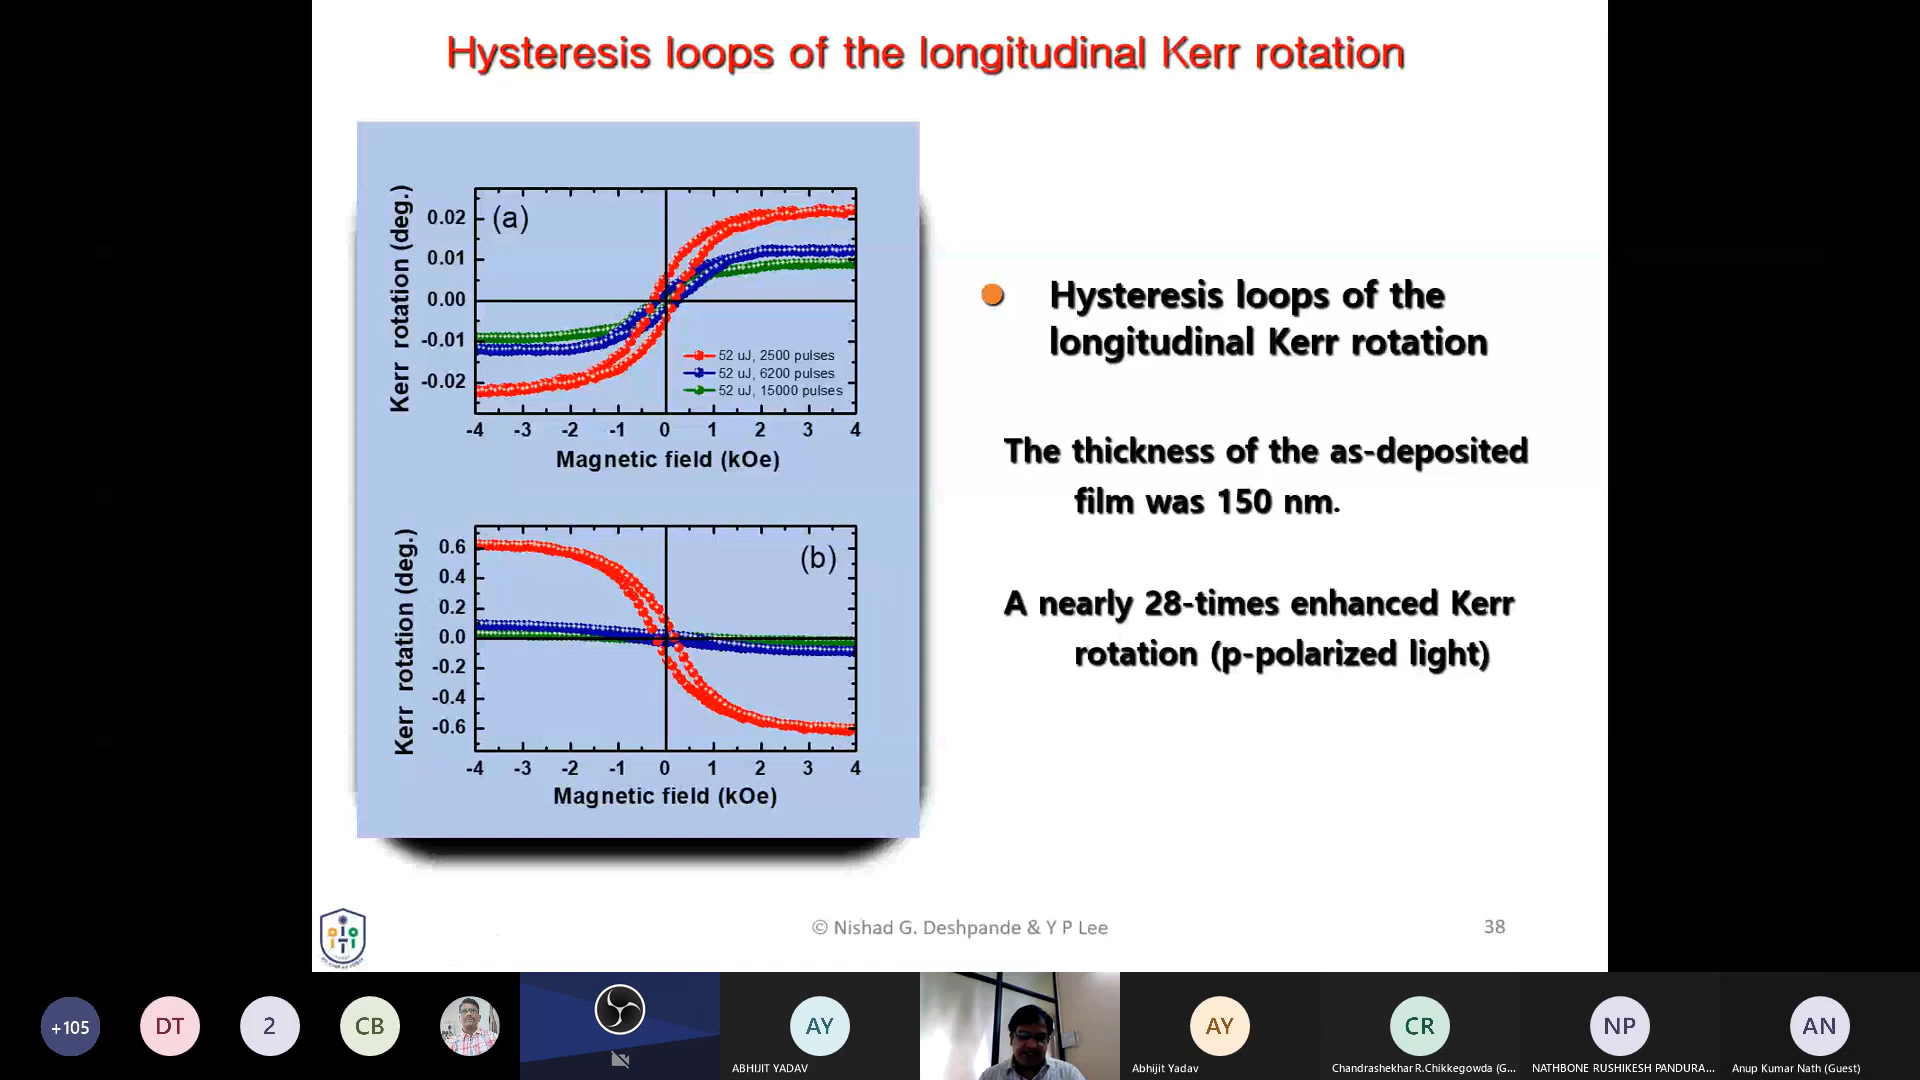 Hysteresis loops of the longitudinal Kerr rotation
Kerr rotation (deg.)
0.02
0.01
0.00
-0.01
-0.02
(a)
52 uJ, 2500 pulses
52 uJ, 6200 pulses
52 uJ, 15000 pulses
-4 -3 -2 -1 0 1 2 3 4
Magnetic field (kOe)
Kerr rotation (deg.)
0.6
0.4
0.2
0.0
-0.2
-0.4
-0.6
(b)
-4 -3 -2 -1 0 1 2 3 4
Magnetic field (kOe)
Hysteresis loops of the
longitudinal Kerr rotation
The thickness of the as-deposited
film was 150 nm.
A nearly 28-times enhanced Kerr
rotation (p-polarized light)
© Nishad G. Deshpande & Y P Lee
38
+105
DT
2
CB
AY
ABHIJIT YADAV
AY
Abhijit Yadav
CR
Chandrashekhar R.Chikkegowda (G...
NP
NATHBONE RUSHIKESH PANDURA...
AN
Anup Kumar Nath (Guest)